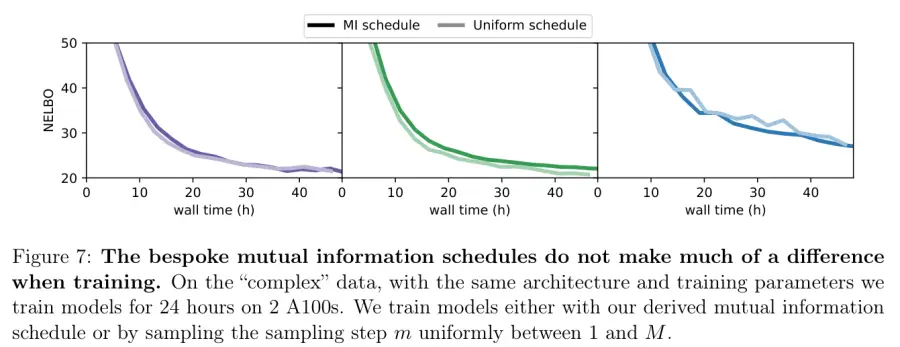 MI schedule Uniform schedule
50
40
30
20
NELBO
0 10 20 30 40 0 10 20 30 40 0 10 20 30 40
wall time (h) wall time (h) wall time (h)
Figure 7: The bespoke mutual information schedules do not make much of a difference
when training. On the “complex” data, with the same architecture and training parameters we
train models for 24 hours on 2 A100s. We train models either with our derived mutual information
schedule or by sampling the sampling step m uniformly between 1 and M.